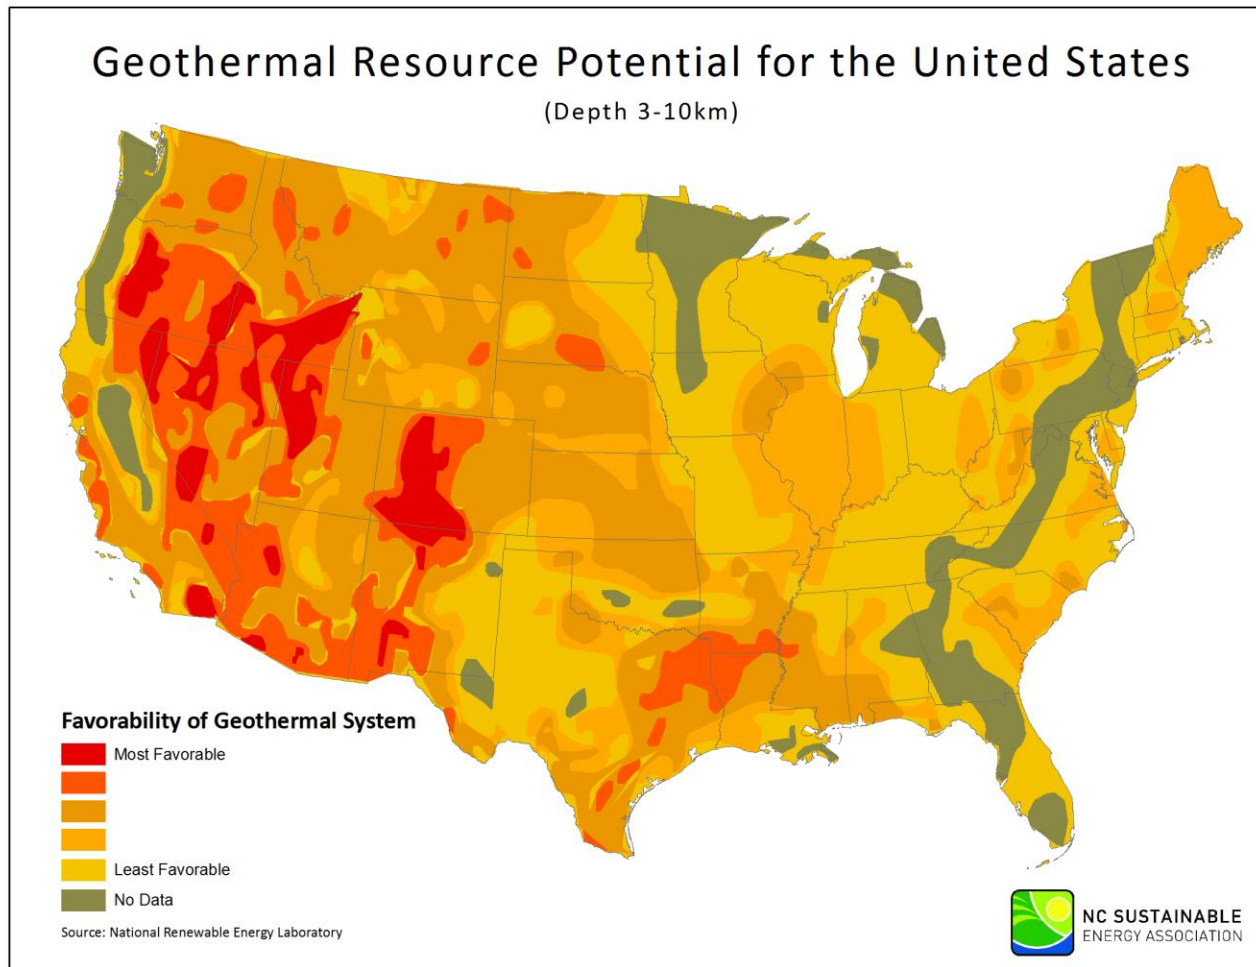 Geothermal Resource Potential for the United States
(Depth 3-10km)
Favorability of Geothermal System
Most Favorable
Least Favorable
No Data
Source: National Renewable Energy Laboratory
NC SUSTAINABLE
ENERGY ASSOCIATION